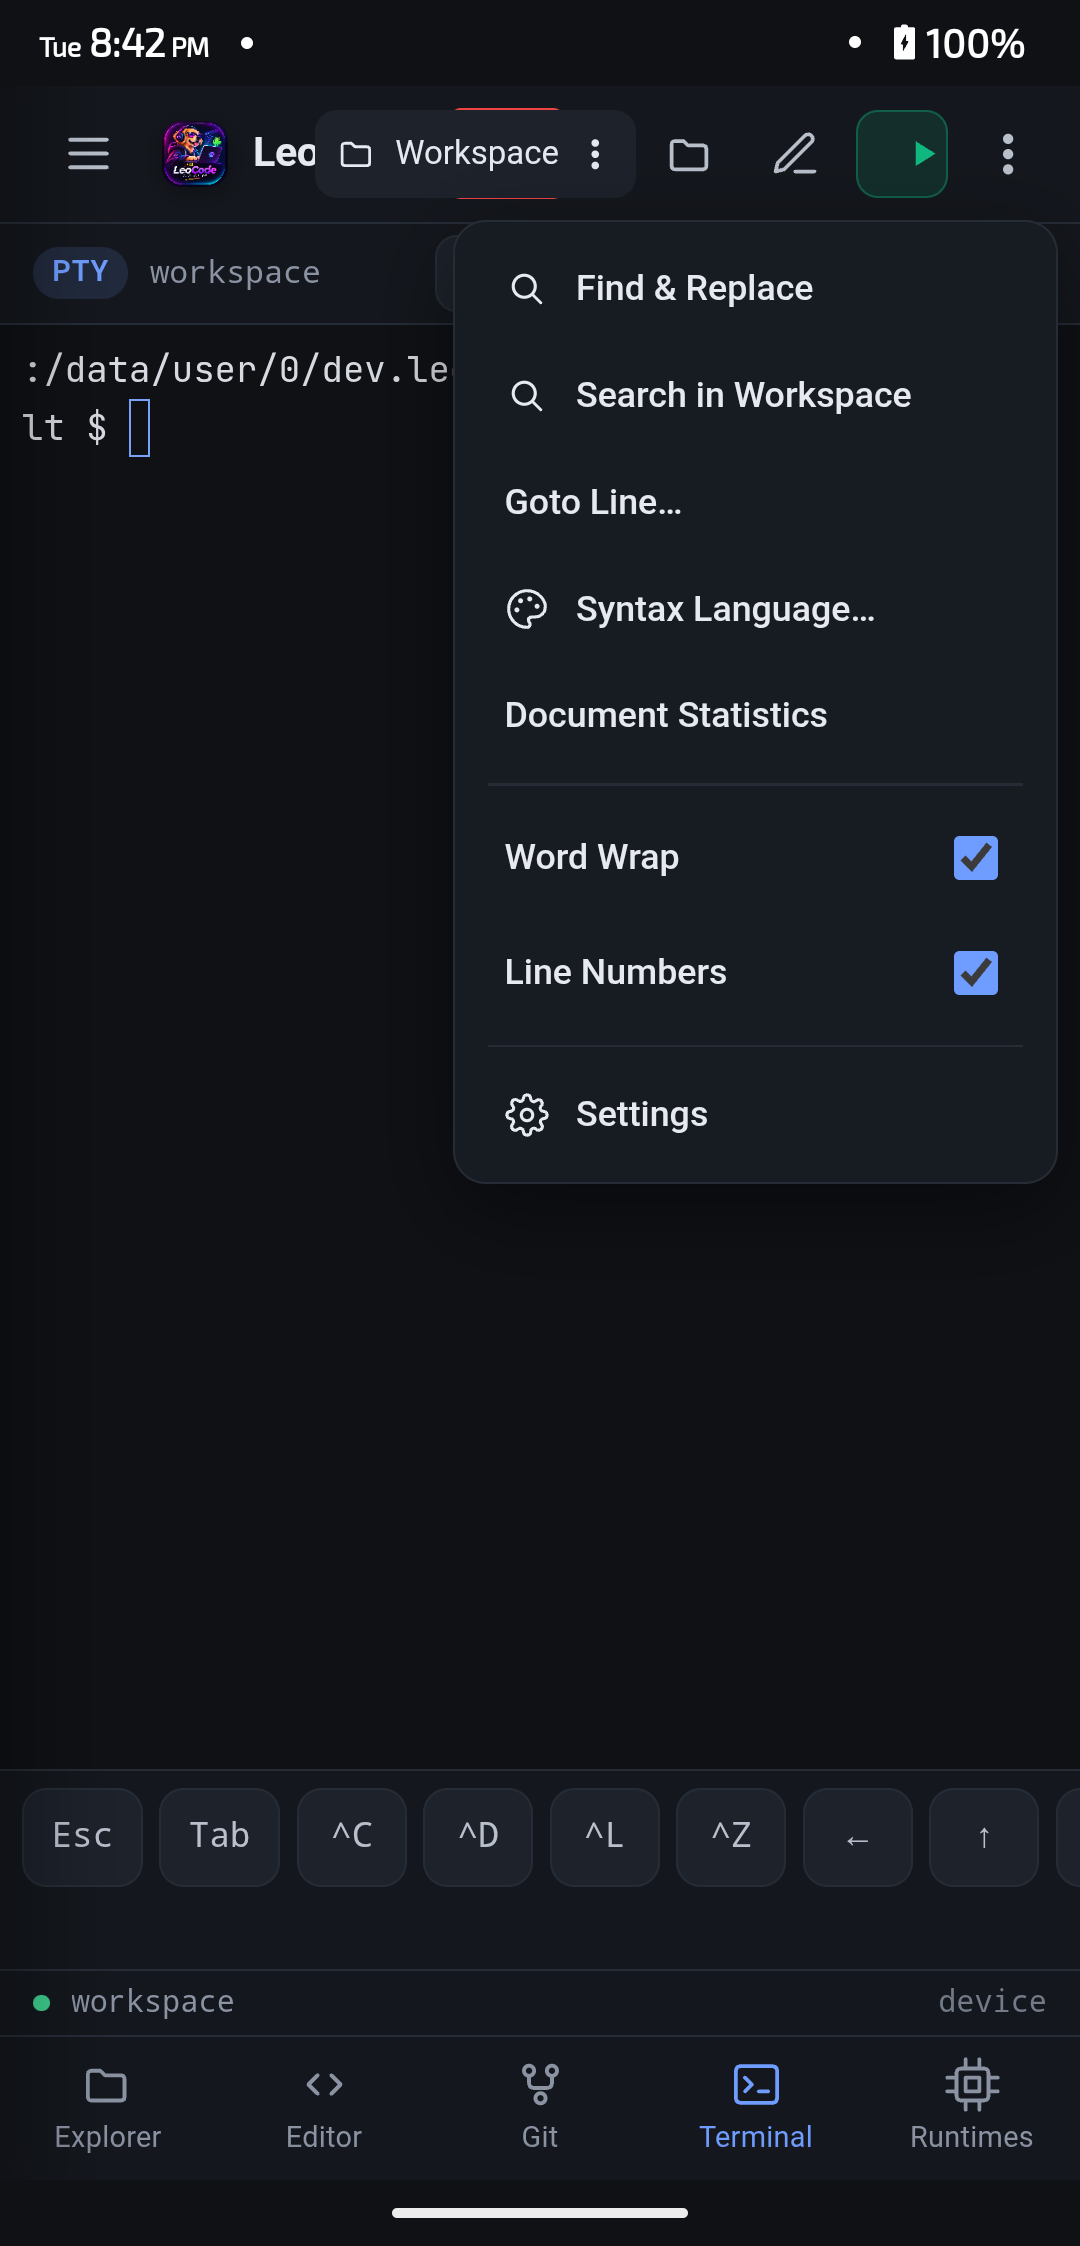 Tue 8:42 PM
100%
LeoCode
Leo
Workspace
PTY workspace
:/data/user/0/dev.le
lt $
Find & Replace
Search in Workspace
Goto Line…
Syntax Language…
Document Statistics
Word Wrap
Line Numbers
Settings
Esc Tab ^C ^D ^L ^Z ← ↑
workspace device
Explorer Editor Git Terminal Runtimes